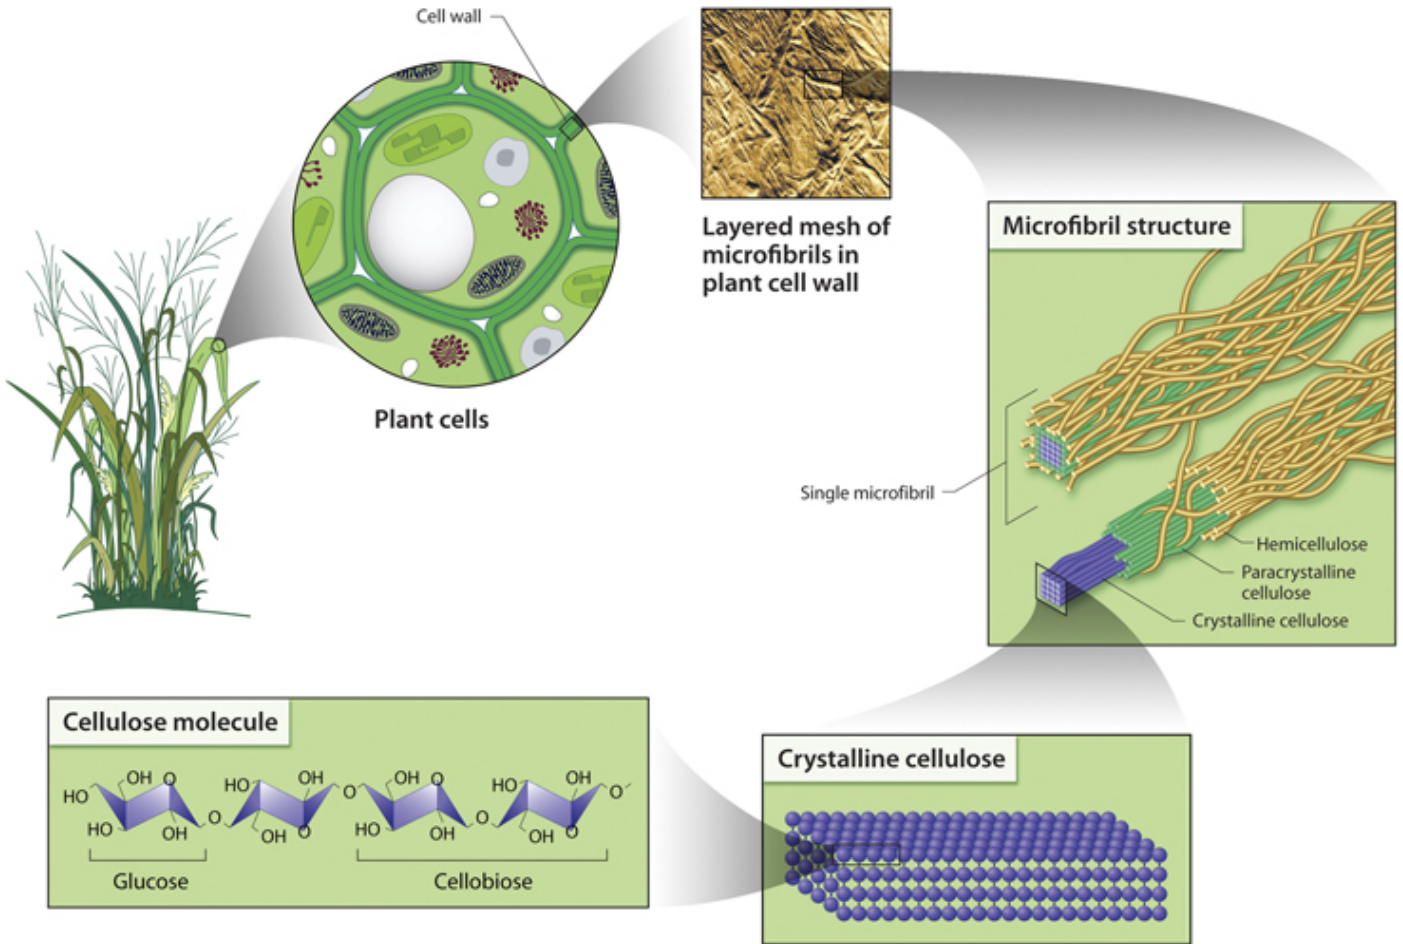 Cell wall
Plant cells
Layered mesh of
microfibrils in
plant cell wall
Microfibril structure
Single microfibril
Hemicellulose
Paracrystalline
cellulose
Crystalline cellulose
Cellulose molecule
HO
OH
O
HO
OH
O
HO
OH
OH
O
O
HO
OH
O
HO
OH
O
HO
OH
OH
O
O
Glucose
Cellobiose
Crystalline cellulose